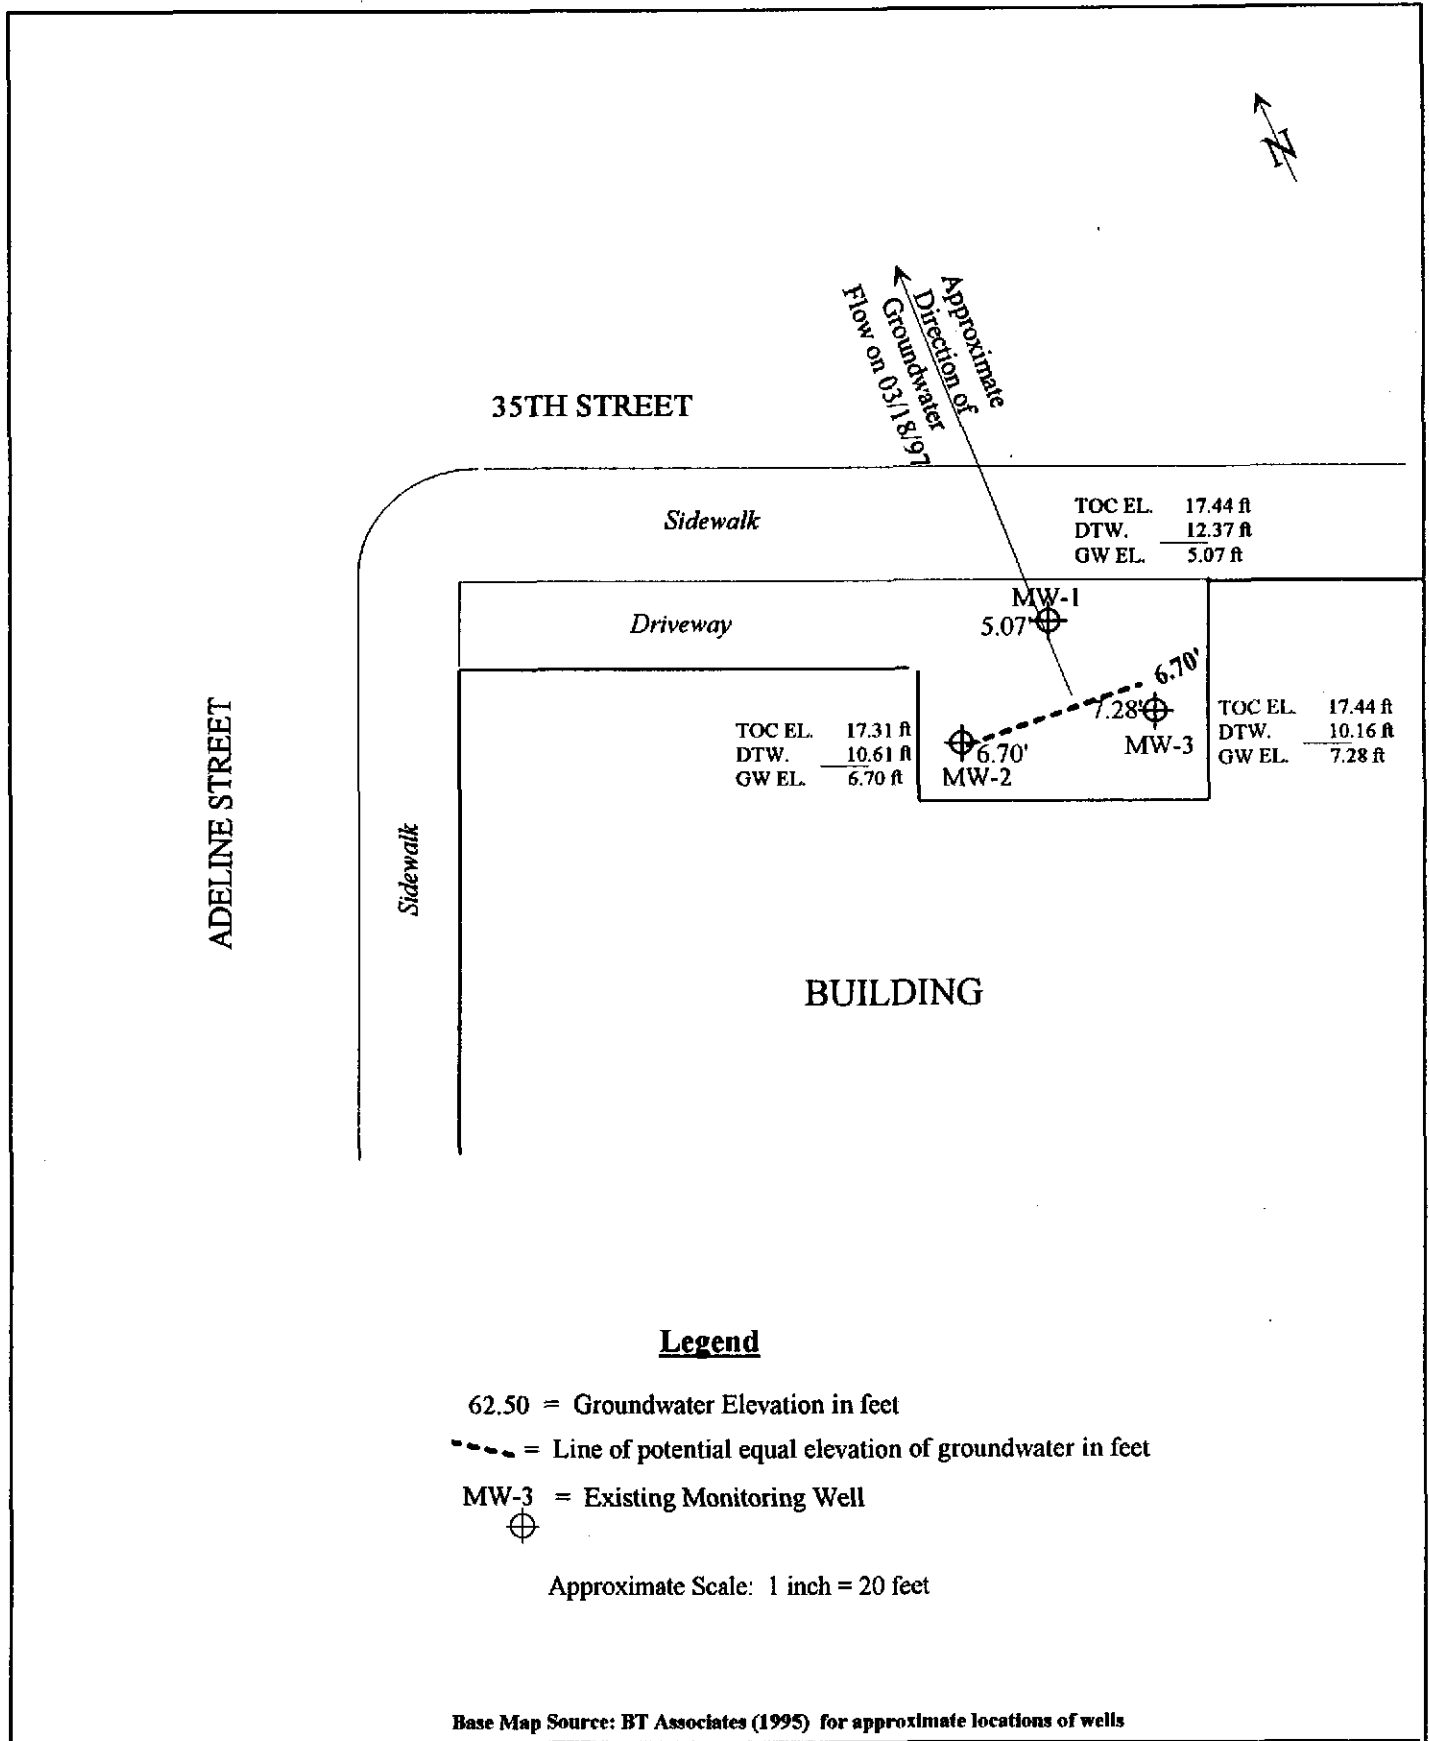 N
Approximate
Direction of
Groundwater
Flow on 03/18/97
35TH STREET
Sidewalk
TOC EL. 17.44 ft
DTW. 12.37 ft
GW EL. 5.07 ft
MW-1
5.07'
Driveway
6.70'
7.28'
MW-3
TOC EL. 17.44 ft
DTW. 10.16 ft
GW EL. 7.28 ft
TOC EL. 17.31 ft
DTW. 10.61 ft
GW EL. 6.70 ft
6.70'
MW-2
ADELINE STREET
Sidewalk
BUILDING
Legend
62.50 = Groundwater Elevation in feet
= Line of potential equal elevation of groundwater in feet
MW-3 = Existing Monitoring Well
Approximate Scale: 1 inch = 20 feet
Base Map Source: BT Associates (1995) for approximate locations of wells